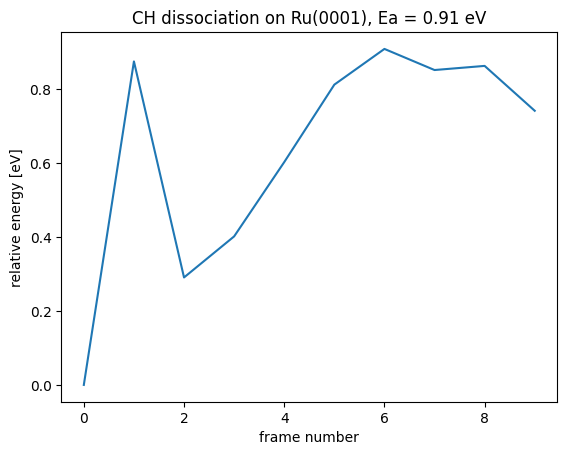 CH dissociation on Ru(0001), Ea = 0.91 eV
relative energy [eV]
0.8
0.6
0.4
0.2
0.0
0 2 4 6 8
frame number